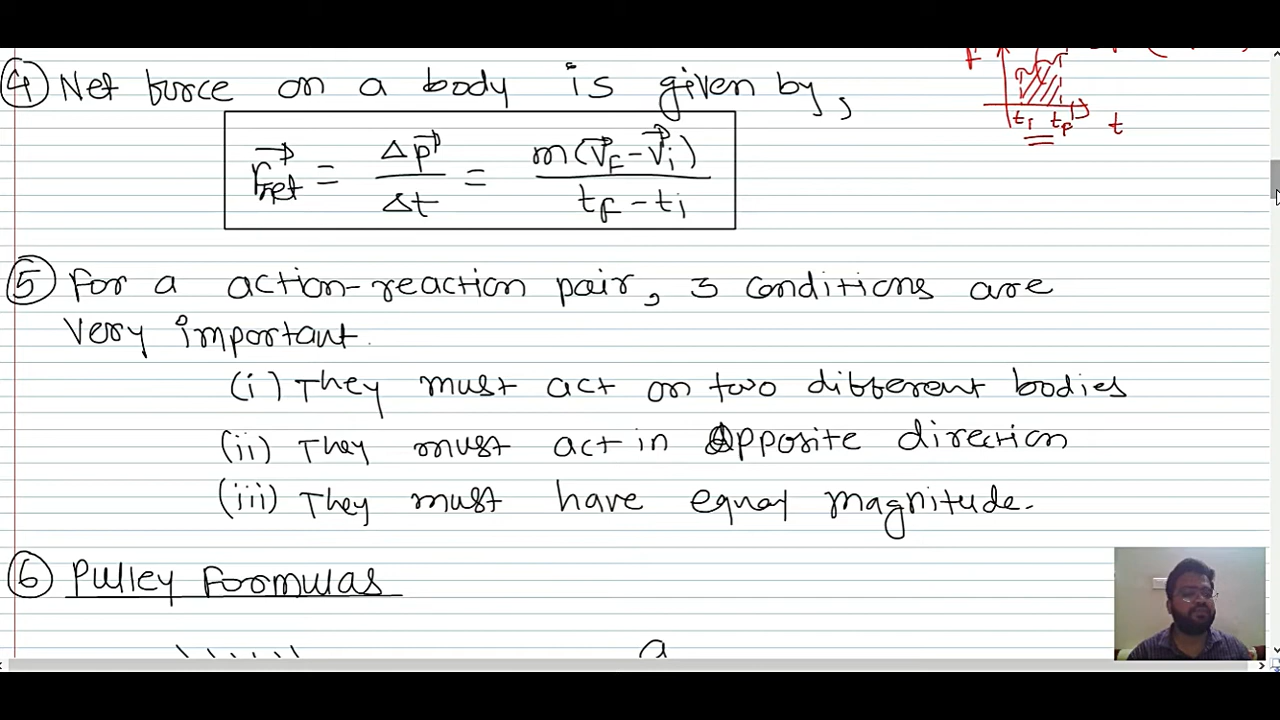 ④ Net force on a body is given by,
F⃗net = Δp⃗ / Δt = m(v⃗f - v⃗i) / tf - ti
F
ti tf t
⑤ For a action-reaction pair, 3 conditions are
very important.
(i) They must act on two different bodies
(ii) They must act in Opposite direction
(iii) They must have equal magnitude.
⑥ Pulley Formulas
a